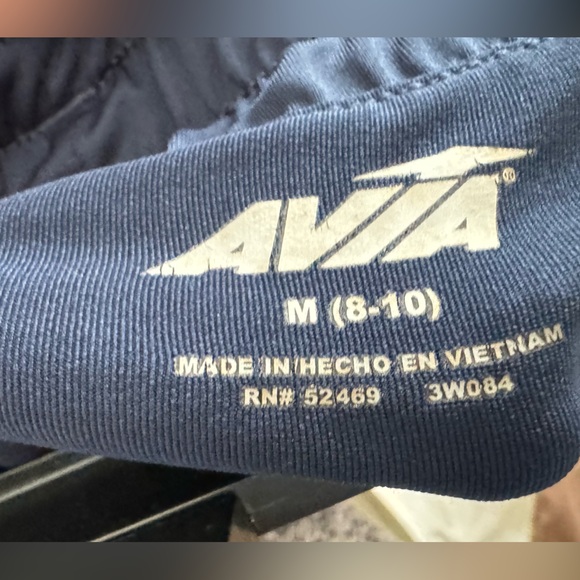 AVIA®
M (8-10)
MADE IN/HECHO EN VIETNAM
RN# 52469 3W084